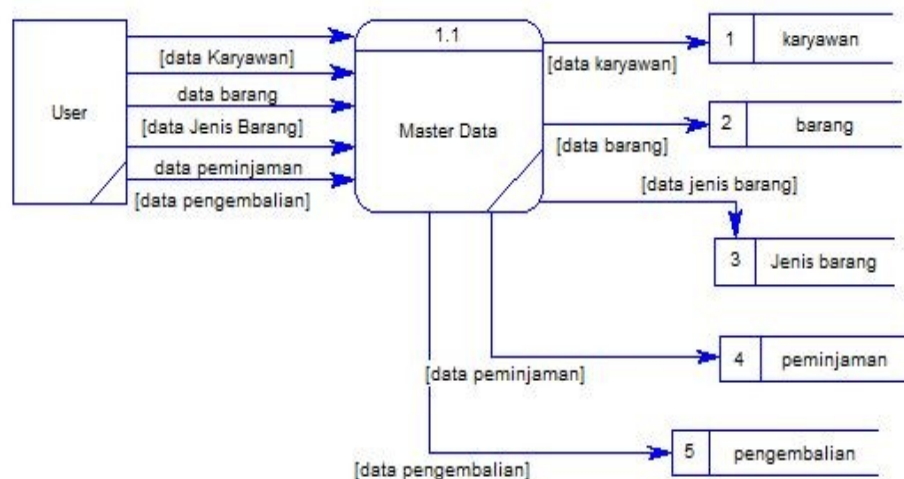 1.1
1
karyawan
[data Karyawan]
[data karyawan]
data barang
User
Master Data
2
barang
[data Jenis Barang]
[data barang]
data peminjaman
[data jenis barang]
[data pengembalian]
3
Jenis barang
4
peminjaman
[data peminjaman]
5
pengembalian
[data pengembalian]